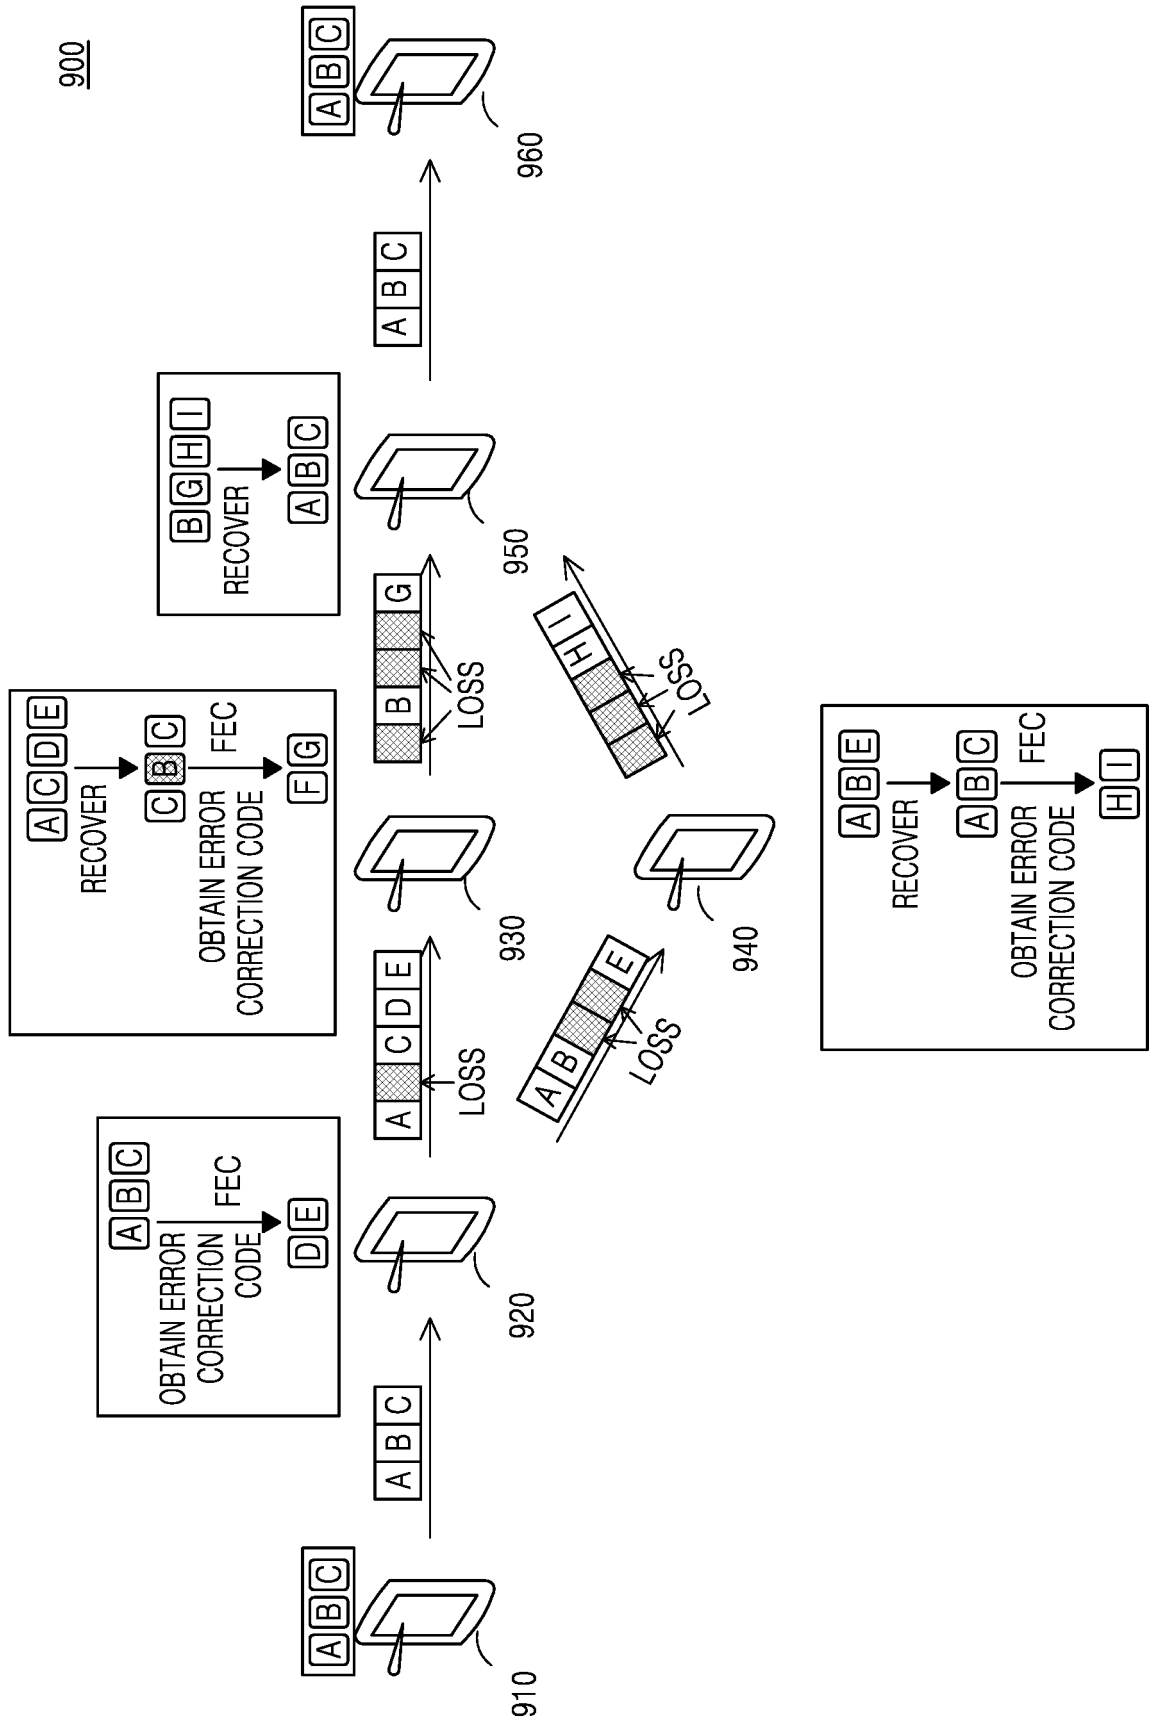 900
A B C
910
A B C
A B C
OBTAIN ERROR
CORRECTION
CODE
FEC
D E
920
A C D E
LOSS
A B E
LOSS
A C D E
RECOVER
C B C
OBTAIN ERROR
CORRECTION CODE
FEC
F G
930
A B E
RECOVER
A B C
OBTAIN ERROR
CORRECTION CODE
FEC
H I
940
B G
LOSS
H I
LOSS
B G H I
RECOVER
A B C
950
A B C
A B C
960